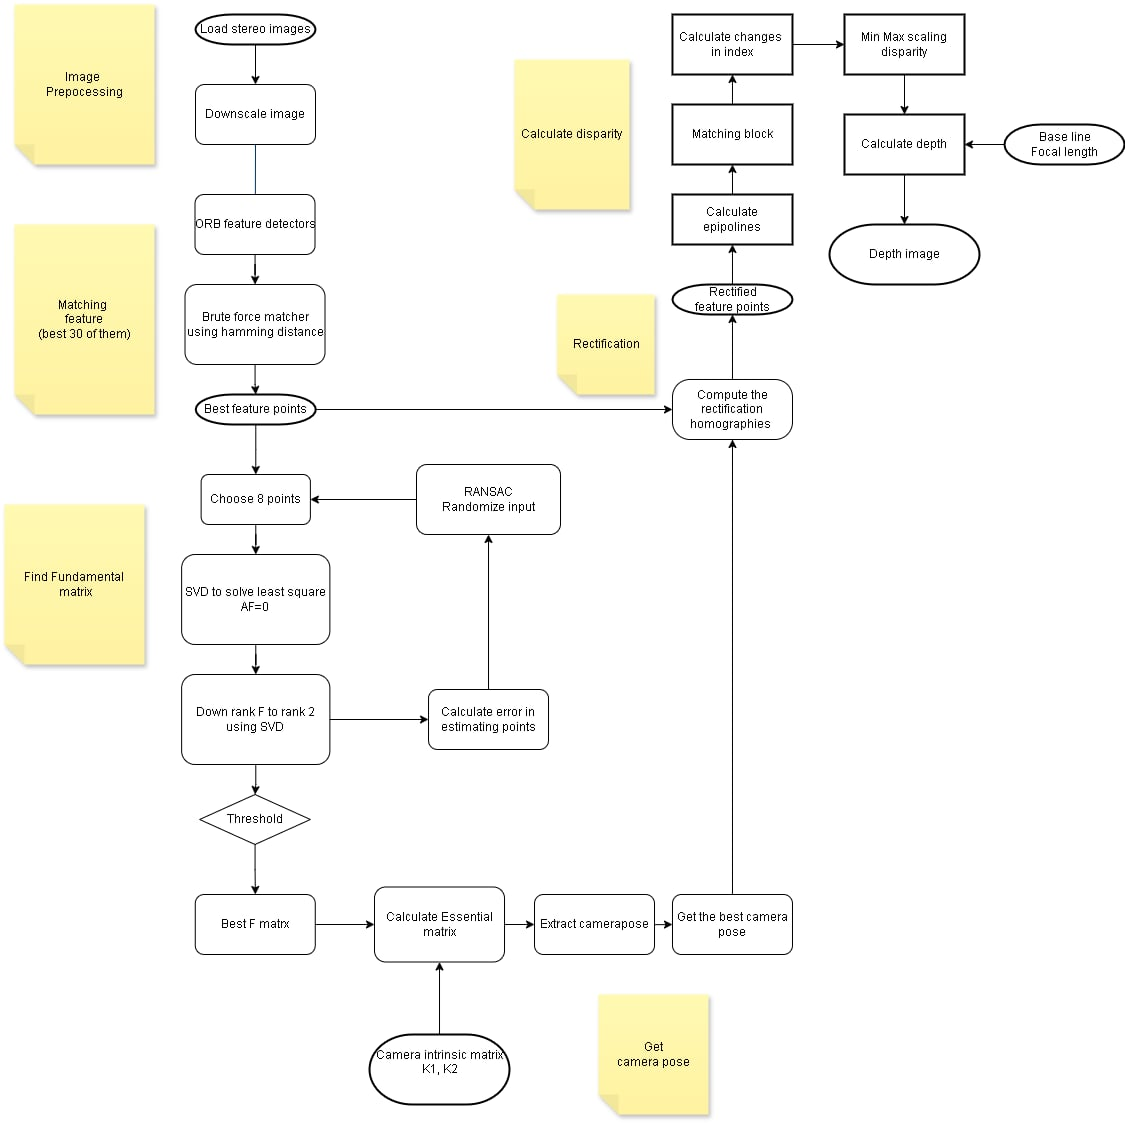 Load stereo images
Image
Prepocessing
Downscale image
ORB feature detectors
Matching
feature
(best 30 of them)
Brute force matcher
using hamming distance
Best feature points
Choose 8 points
RANSAC
Randomize input
Find Fundamental
matrix
SVD to solve least square
AF=0
Down rank F to rank 2
using SVD
Calculate error in
estimating points
Threshold
Best F matrx
Calculate Essential
matrix
Extract camerapose
Get the best camera
pose
Camera intrinsic matrix
K1, K2
Get
camera pose
Compute the
rectification
homographies
Rectification
Rectified
feature points
Calculate
epipolines
Matching block
Calculate disparity
Calculate changes
in index
Min Max scaling
disparity
Calculate depth
Base line
Focal length
Depth image